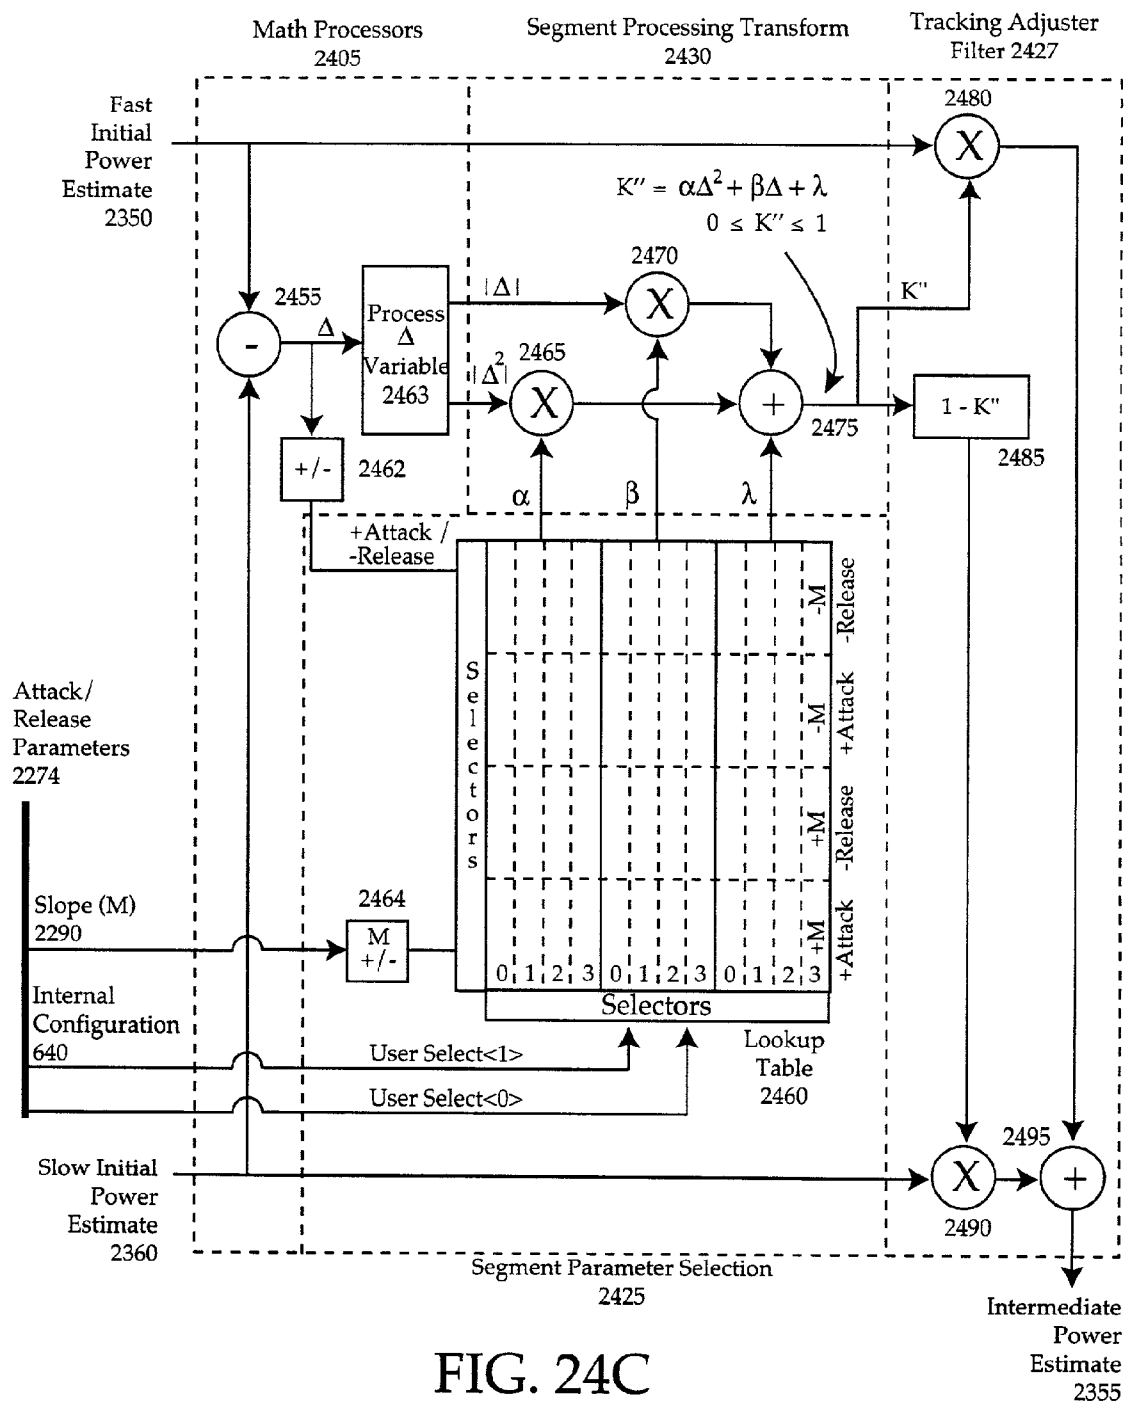 Math Processors
2405
Segment Processing Transform
2430
Tracking Adjuster
Filter 2427
Fast
Initial
Power
Estimate
2350
2480
X
K″ = αΔ² + βΔ + λ
0 ≤ K″ ≤ 1
2470
X
2455
-
Δ
Process
Δ
Variable
2463
|Δ|
|Δ²|
2465
X
+
2475
K"
1 - K"
2485
+/-
2462
α
β
λ
+Attack /
-Release
Selectors
-M
-Release
-M
+Attack
+M
-Release
+M
+Attack
Attack/
Release
Parameters
2274
Slope (M)
2290
2464
M
+/-
0 1 2 3 0 1 2 3 0 1 2 3
Selectors
Internal
Configuration
640
User Select<1>
User Select<0>
Lookup
Table
2460
Slow Initial
Power
Estimate
2360
X
2490
2495
+
Segment Parameter Selection
2425
Intermediate
Power
Estimate
2355
FIG. 24C